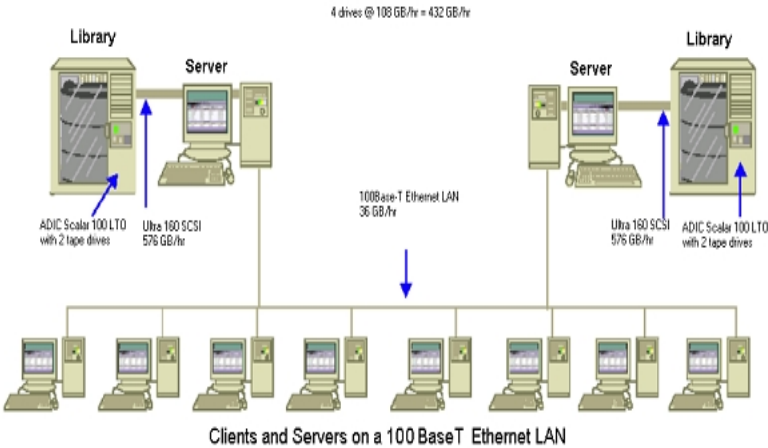 4 drives @ 108 GB/hr = 432 GB/hr
Library
Server
Server
Library
100Base-T Ethernet LAN
36 GB/hr
ADIC Scalar 100 LTO
with 2 tape drives
Ultra 160 SCSI
576 GB/hr
Ultra 160 SCSI
576 GB/hr
ADIC Scalar 100 LTO
with 2 tape drives
Clients and Servers on a 100 BaseT Ethernet LAN